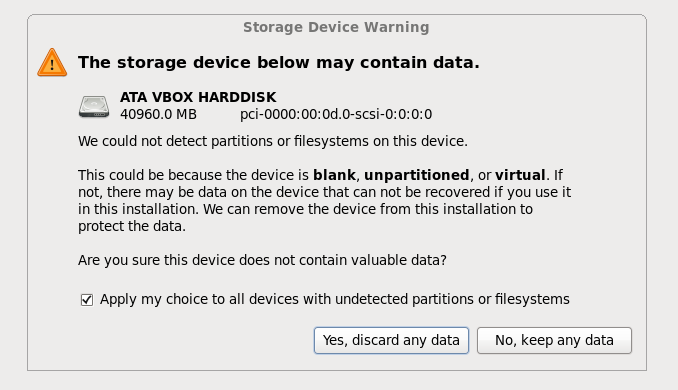 Storage Device Warning
The storage device below may contain data.
ATA VBOX HARDDISK
40960.0 MB pci-0000:00:0d.0-scsi-0:0:0:0
We could not detect partitions or filesystems on this device.
This could be because the device is blank, unpartitioned, or virtual. If
not, there may be data on the device that can not be recovered if you use it
in this installation. We can remove the device from this installation to
protect the data.
Are you sure this device does not contain valuable data?
Apply my choice to all devices with undetected partitions or filesystems
Yes, discard any data No, keep any data